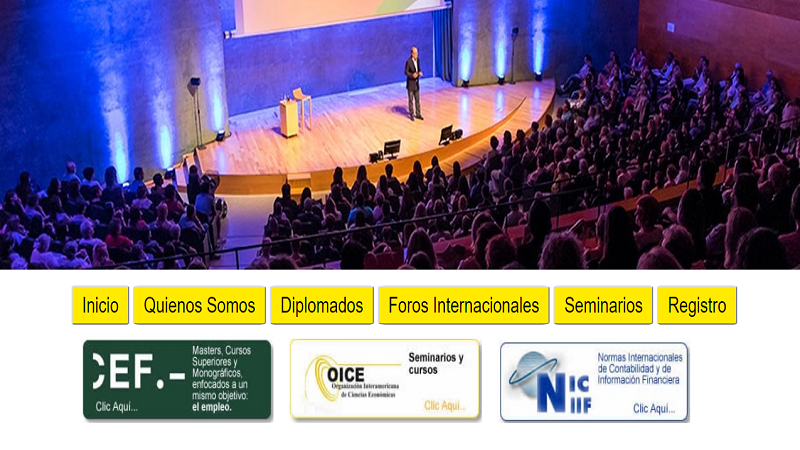 Inicio Quienos Somos Diplomados Foros Internacionales Seminarios Registro
CEF.–
Masters, Cursos
Superiores y
Monográficos,
enfocados a un
mismo objetivo:
el empleo.
Clic Aquí...
OICE
Organización Interamericana
de Ciencias Económicas
Seminarios y
cursos
Clic Aquí...
NIC
NIIF
Normas Internacionales
de Contabilidad y de
Información Financiera
Clic Aquí...